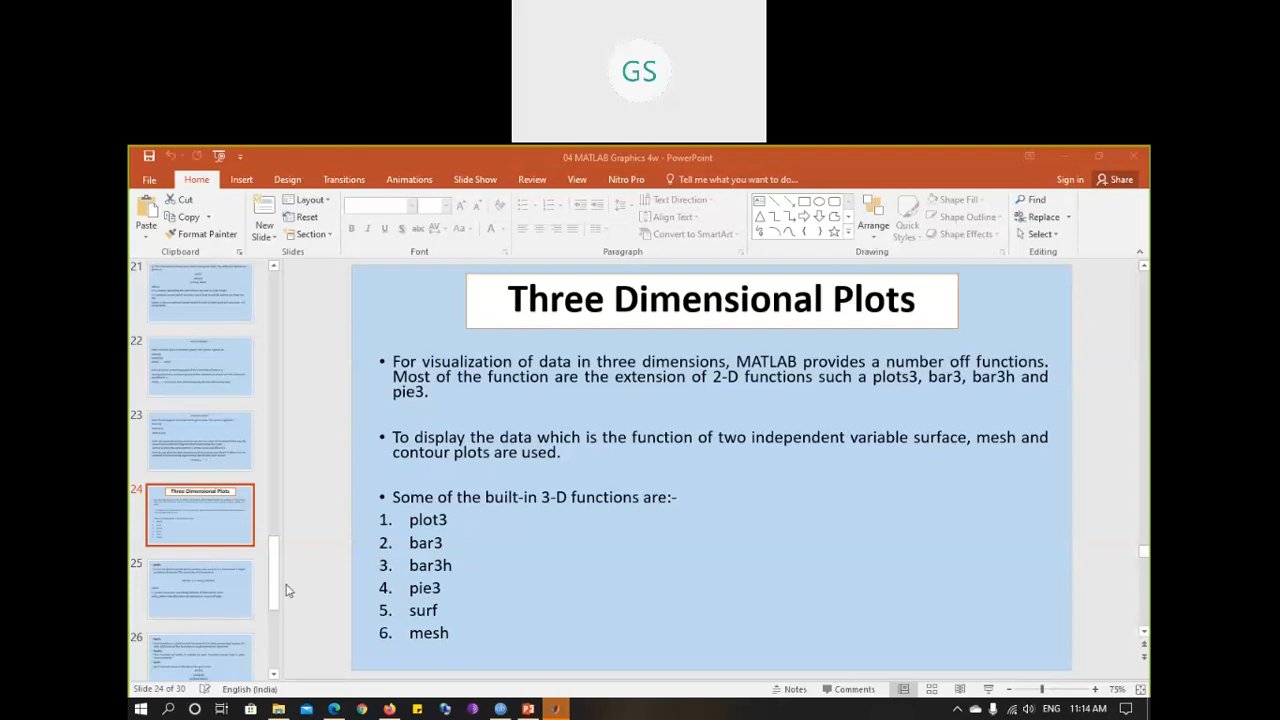 GS
04 MATLAB Graphics 4w - PowerPoint
File Home Insert Design Transitions Animations Slide Show Review View Nitro Pro Tell me what you want to do... Sign in Share
Paste Cut Copy Format Painter Clipboard
New Slide Layout Reset Section Slides
Font
Text Direction Align Text Convert to SmartArt Paragraph
Arrange Quick Styles Shape Fill Shape Outline Shape Effects Drawing
Find Replace Select Editing
21
22
23
24
Three Dimensional Plots
25
26
Three Dimensional Plots
• For visualization of data in three dimensions, MATLAB provides a number off functions.
Most of the function are the extension of 2-D functions such a plots3, bar3, bar3h and
pie3.
• To display the data which is the function of two independent variable surface, mesh and
contour plots are used.
• Some of the built-in 3-D functions are:-
1. plot3
2. bar3
3. bar3h
4. pie3
5. surf
6. mesh
Slide 24 of 30 English (India) Notes Comments 75%
ENG 11:14 AM